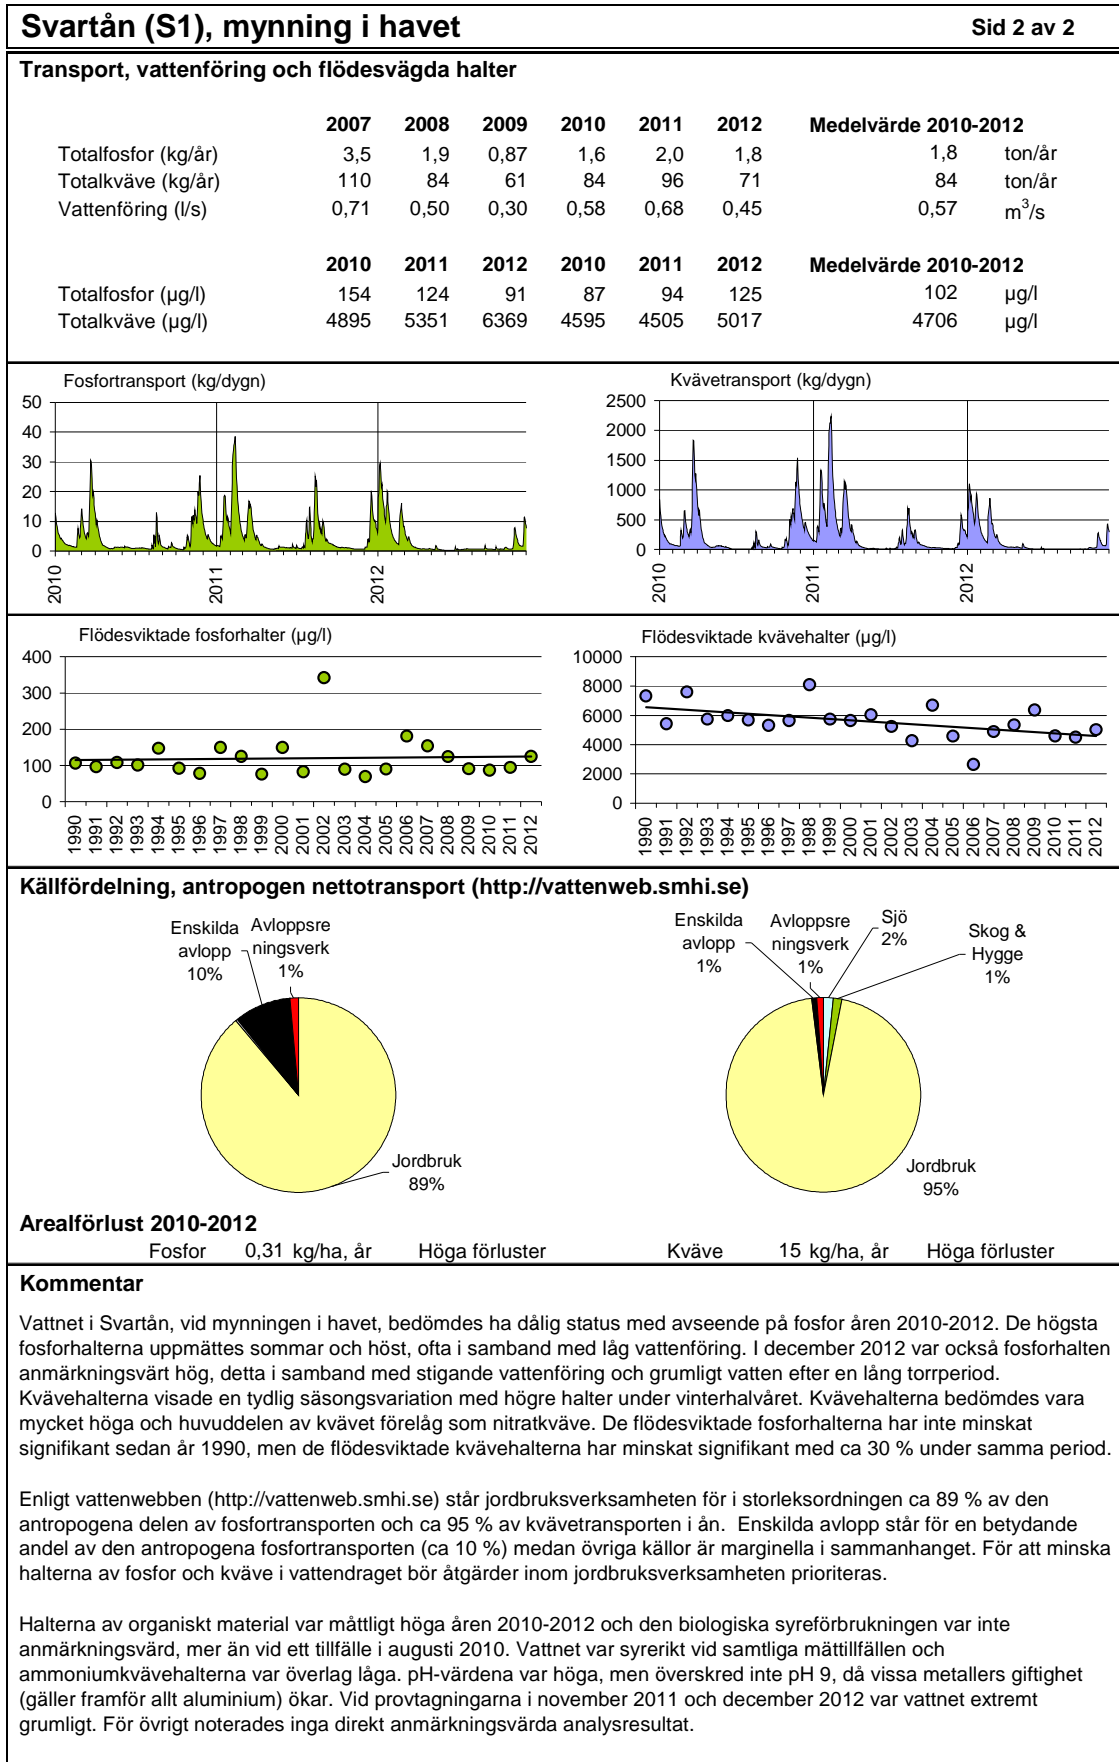 Svartån (S1), mynning i havet Sid 2 av 2
Transport, vattenföring och flödesvägda halter
2007 2008 2009 2010 2011 2012 Medelvärde 2010-2012
Totalfosfor (kg/år) 3,5 1,9 0,87 1,6 2,0 1,8 1,8 ton/år
Totalkväve (kg/år) 110 84 61 84 96 71 84 ton/år
Vattenföring (l/s) 0,71 0,50 0,30 0,58 0,68 0,45 0,57 m³/s
2010 2011 2012 2010 2011 2012 Medelvärde 2010-2012
Totalfosfor (µg/l) 154 124 91 87 94 125 102 µg/l
Totalkväve (µg/l) 4895 5351 6369 4595 4505 5017 4706 µg/l
Fosfortransport (kg/dygn)
50
40
30
20
10
0
2010 2011 2012
Kvävetransport (kg/dygn)
2500
2000
1500
1000
500
0
2010 2011 2012
Flödesviktade fosforhalter (µg/l)
400
300
200
100
0
1990 1991 1992 1993 1994 1995 1996 1997 1998 1999 2000 2001 2002 2003 2004 2005 2006 2007 2008 2009 2010 2011 2012
Flödesviktade kvävehalter (µg/l)
10000
8000
6000
4000
2000
0
1990 1991 1992 1993 1994 1995 1996 1997 1998 1999 2000 2001 2002 2003 2004 2005 2006 2007 2008 2009 2010 2011 2012
Källfördelning, antropogen nettotransport (http://vattenweb.smhi.se)
Enskilda
avlopp
10%
Avloppsre
ningsverk
1%
Jordbruk
89%
Enskilda
avlopp
1%
Avloppsre
ningsverk
1%
Sjö
2%
Skog &
Hygge
1%
Jordbruk
95%
Arealförlust 2010-2012
Fosfor 0,31 kg/ha, år Höga förluster Kväve 15 kg/ha, år Höga förluster
Kommentar
Vattnet i Svartån, vid mynningen i havet, bedömdes ha dålig status med avseende på fosfor åren 2010-2012. De högsta
fosforhalterna uppmättes sommar och höst, ofta i samband med låg vattenföring. I december 2012 var också fosforhalten
anmärkningsvärt hög, detta i samband med stigande vattenföring och grumligt vatten efter en lång torrperiod.
Kvävehalterna visade en tydlig säsongsvariation med högre halter under vinterhalvåret. Kvävehalterna bedömdes vara
mycket höga och huvuddelen av kvävet förelåg som nitratkväve. De flödesviktade fosforhalterna har inte minskat
signifikant sedan år 1990, men de flödesviktade kvävehalterna har minskat signifikant med ca 30 % under samma period.
Enligt vattenwebben (http://vattenweb.smhi.se) står jordbruksverksamheten för i storleksordningen ca 89 % av den
antropogena delen av fosfortransporten och ca 95 % av kvävetransporten i ån. Enskilda avlopp står för en betydande
andel av den antropogena fosfortransporten (ca 10 %) medan övriga källor är marginella i sammanhanget. För att minska
halterna av fosfor och kväve i vattendraget bör åtgärder inom jordbruksverksamheten prioriteras.
Halterna av organiskt material var måttligt höga åren 2010-2012 och den biologiska syreförbrukningen var inte
anmärkningsvärd, mer än vid ett tillfälle i augusti 2010. Vattnet var syrerikt vid samtliga mättillfällen och
ammoniumkvävehalterna var överlag låga. pH-värdena var höga, men överskred inte pH 9, då vissa metallers giftighet
(gäller framför allt aluminium) ökar. Vid provtagningarna i november 2011 och december 2012 var vattnet extremt
grumligt. För övrigt noterades inga direkt anmärkningsvärda analysresultat.